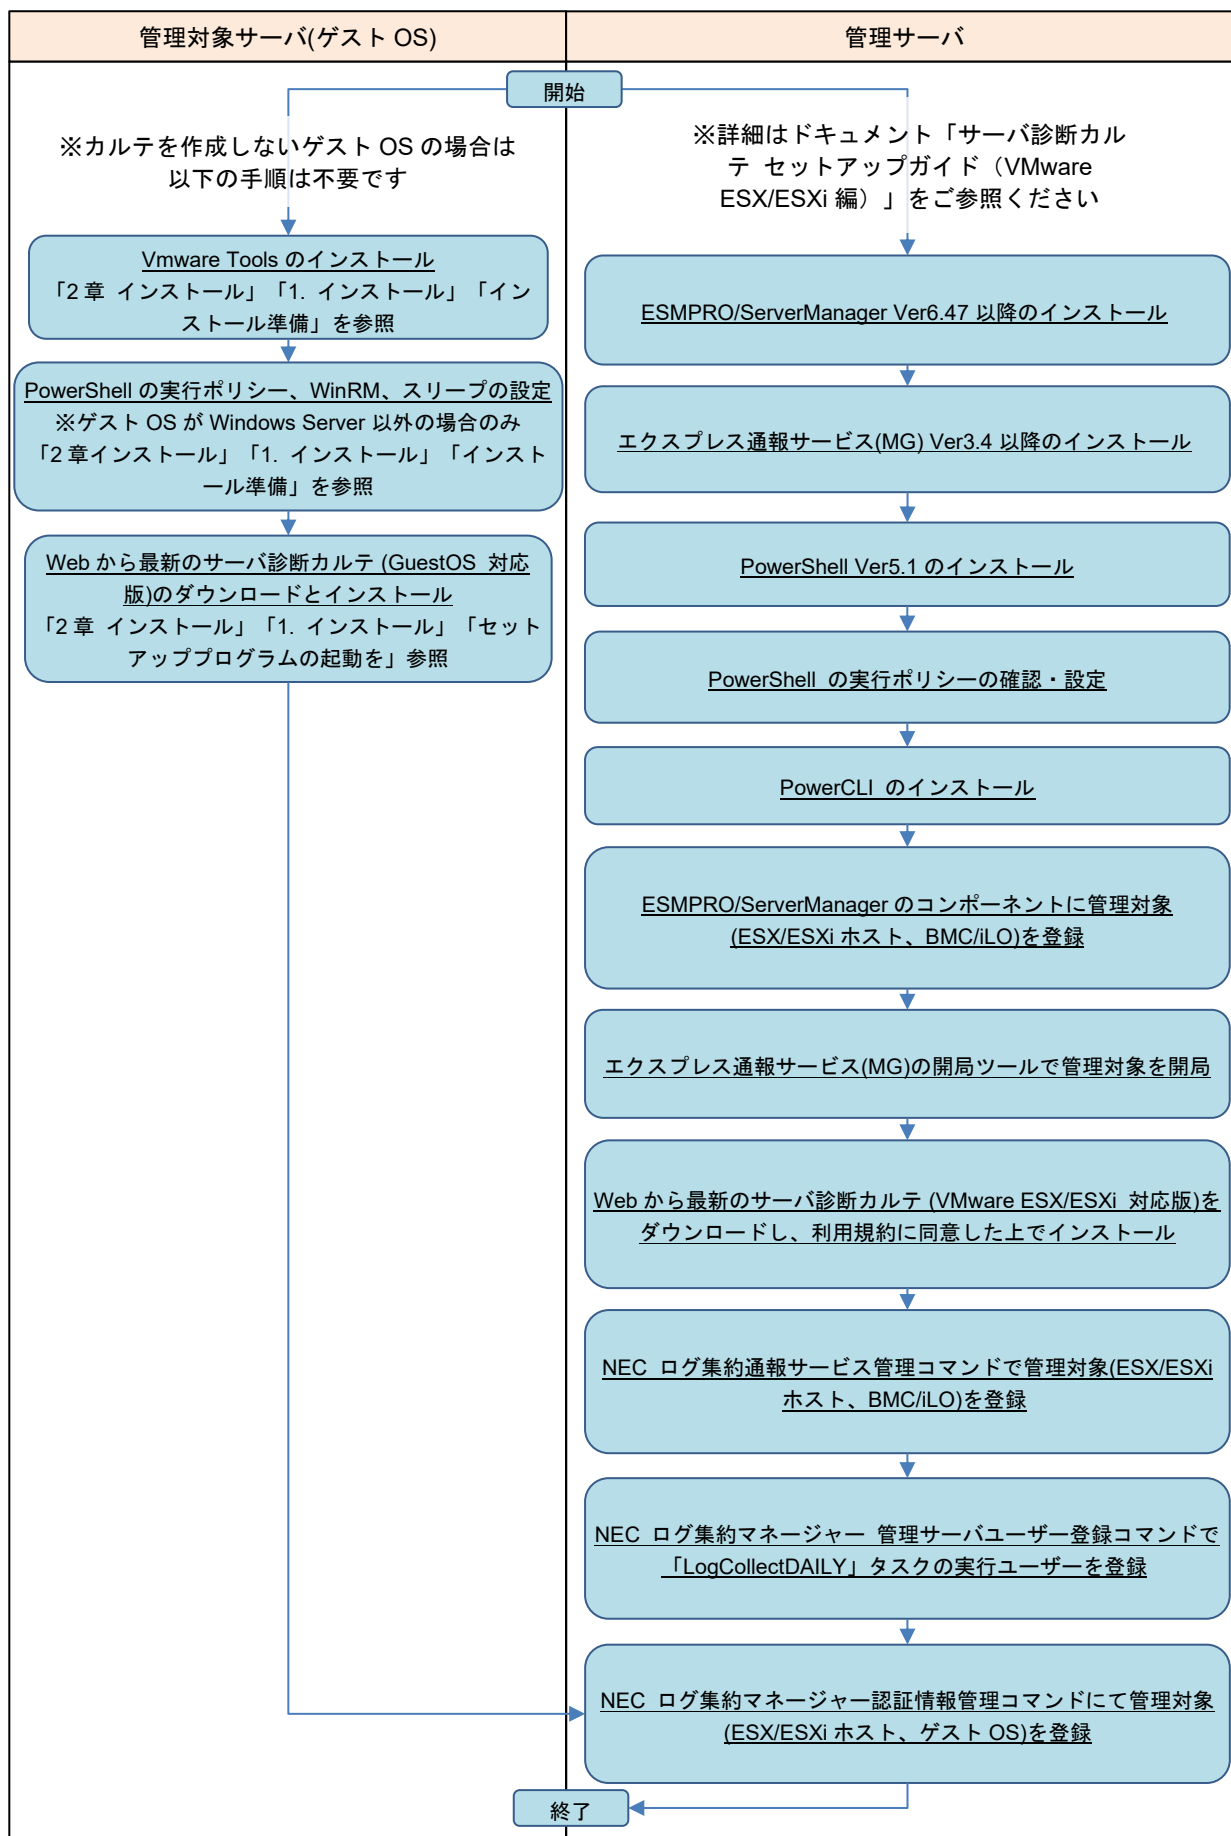 管理対象サーバ(ゲスト OS)
管理サーバ
開始
※カルテを作成しないゲスト OS の場合は
以下の手順は不要です
※詳細はドキュメント「サーバ診断カル
テ セットアップガイド（VMware
ESX/ESXi 編）」をご参照ください
Vmware Tools のインストール
「2 章 インストール」「1. インストール」「イン
ストール準備」を参照
PowerShell の実行ポリシー、WinRM、スリープの設定
※ゲスト OS が Windows Server 以外の場合のみ
「2 章インストール」「1. インストール」「インスト
ール準備」を参照
Web から最新のサーバ診断カルテ (GuestOS 対応
版)のダウンロードとインストール
「2 章 インストール」「1. インストール」「セット
アッププログラムの起動を」参照
ESMPRO/ServerManager Ver6.47 以降のインストール
エクスプレス通報サービス(MG) Ver3.4 以降のインストール
PowerShell Ver5.1 のインストール
PowerShell の実行ポリシーの確認・設定
PowerCLI のインストール
ESMPRO/ServerManager のコンポーネントに管理対象
(ESX/ESXi ホスト、BMC/iLO)を登録
エクスプレス通報サービス(MG)の開局ツールで管理対象を開局
Web から最新のサーバ診断カルテ (VMware ESX/ESXi 対応版)を
ダウンロードし、利用規約に同意した上でインストール
NEC ログ集約通報サービス管理コマンドで管理対象(ESX/ESXi
ホスト、BMC/iLO)を登録
NEC ログ集約マネージャー 管理サーバユーザー登録コマンドで
「LogCollectDAILY」タスクの実行ユーザーを登録
NEC ログ集約マネージャー認証情報管理コマンドにて管理対象
(ESX/ESXi ホスト、ゲスト OS)を登録
終了